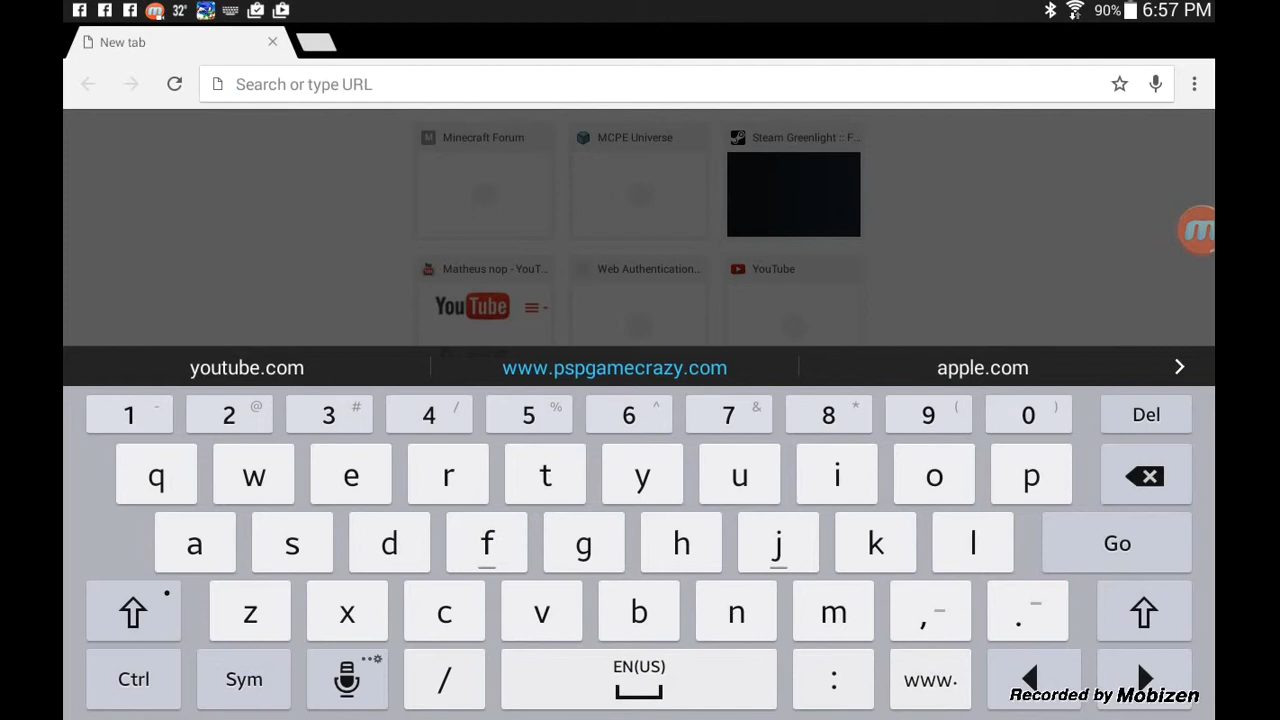 32° 90% 6:57 PM
New tab
Search or type URL
M Minecraft Forum MCPE Universe Steam Greenlight :: F...
Matheus nop - YouT... Web Authentication... YouTube
YouTube
youtube.com www.pspgamecrazy.com apple.com
1 - 2 @ 3 # 4 / 5 % 6 ^ 7 & 8 * 9 ( 0 ) Del
q w e r t y u i o p
a s d f g h j k l Go
z x c v b n m , - . -
Ctrl Sym / EN(US) : www.
Recorded by Mobizen